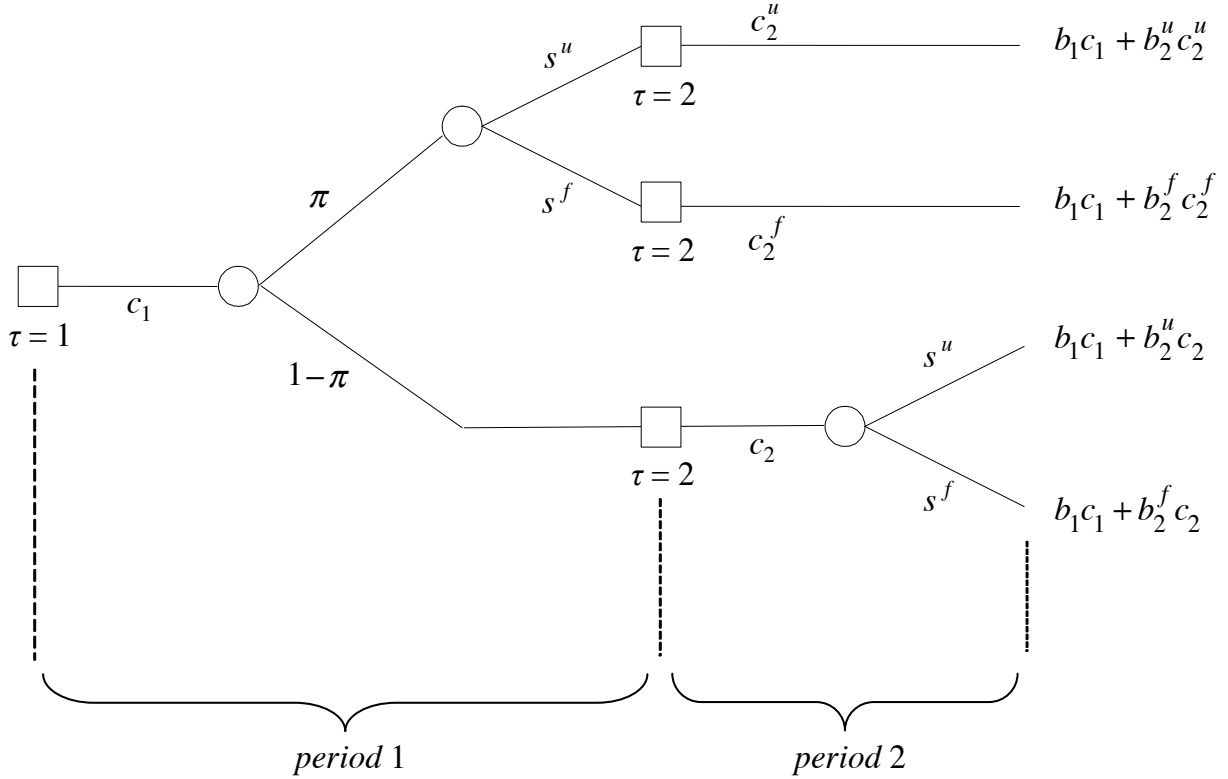 c_2^u
b_1c_1 + b_2^u c_2^u
s^u
τ = 2
s^f
π
c_2^f
b_1c_1 + b_2^f c_2^f
τ = 2
c_1
τ = 1
1−π
s^u
b_1c_1 + b_2^u c_2
c_2
τ = 2
s^f
b_1c_1 + b_2^f c_2
period 1
period 2